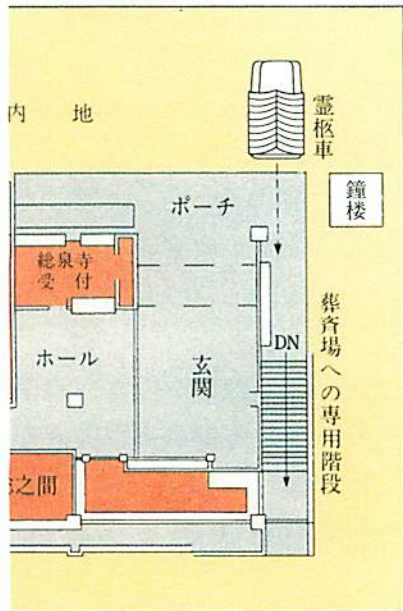 内地
霊柩車
鐘楼
ポーチ
総泉寺
受付
ホール
玄関
DN
葬斉場への専用階段
之間